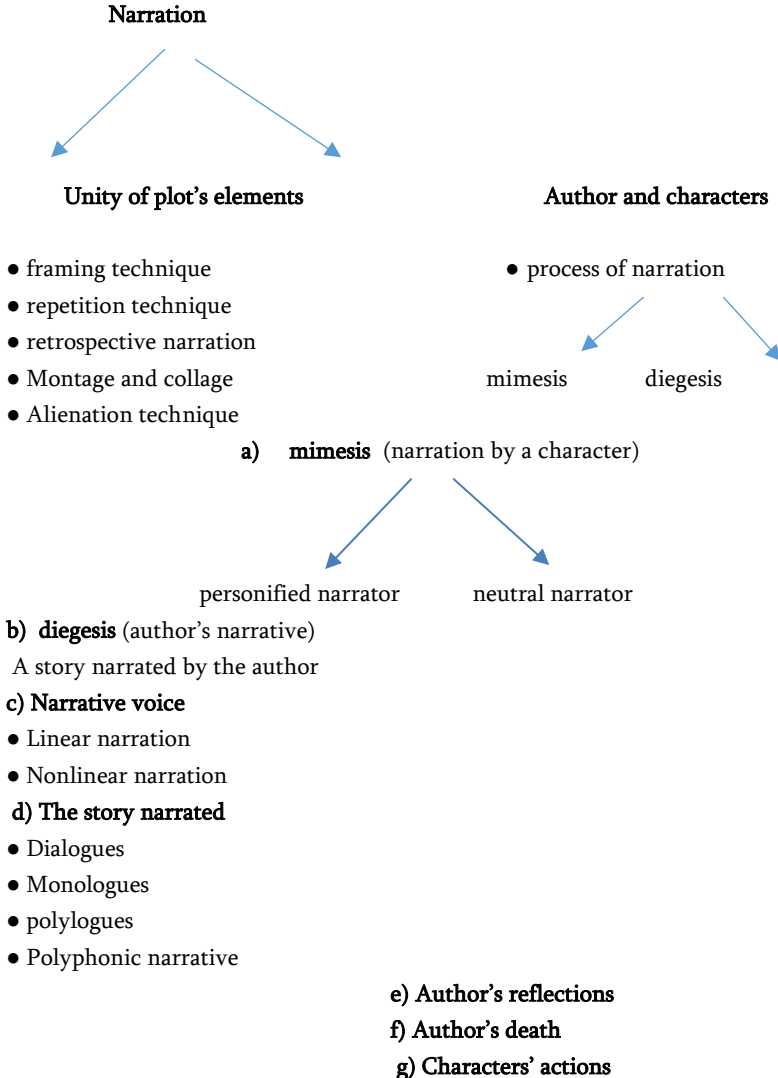 Narration
Unity of plot's elements Author and characters
● framing technique ● process of narration
● repetition technique
● retrospective narration
● Montage and collage mimesis diegesis
● Alienation technique
a) mimesis (narration by a character)
personified narrator neutral narrator
b) diegesis (author's narrative)
A story narrated by the author
c) Narrative voice
● Linear narration
● Nonlinear narration
d) The story narrated
● Dialogues
● Monologues
● polylogues
● Polyphonic narrative
e) Author's reflections
f) Author's death
g) Characters' actions